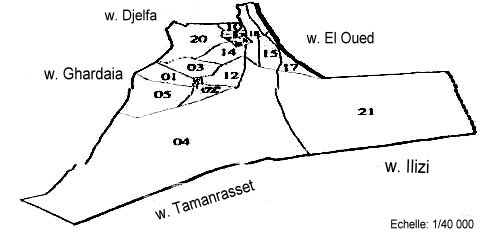 w. Djelfa
w. El Oued
20
14
15
w. Ghardaia
03
17
01
12
05
21
04
w. Ilizi
w. Tamanrasset
Echelle: 1/40 000